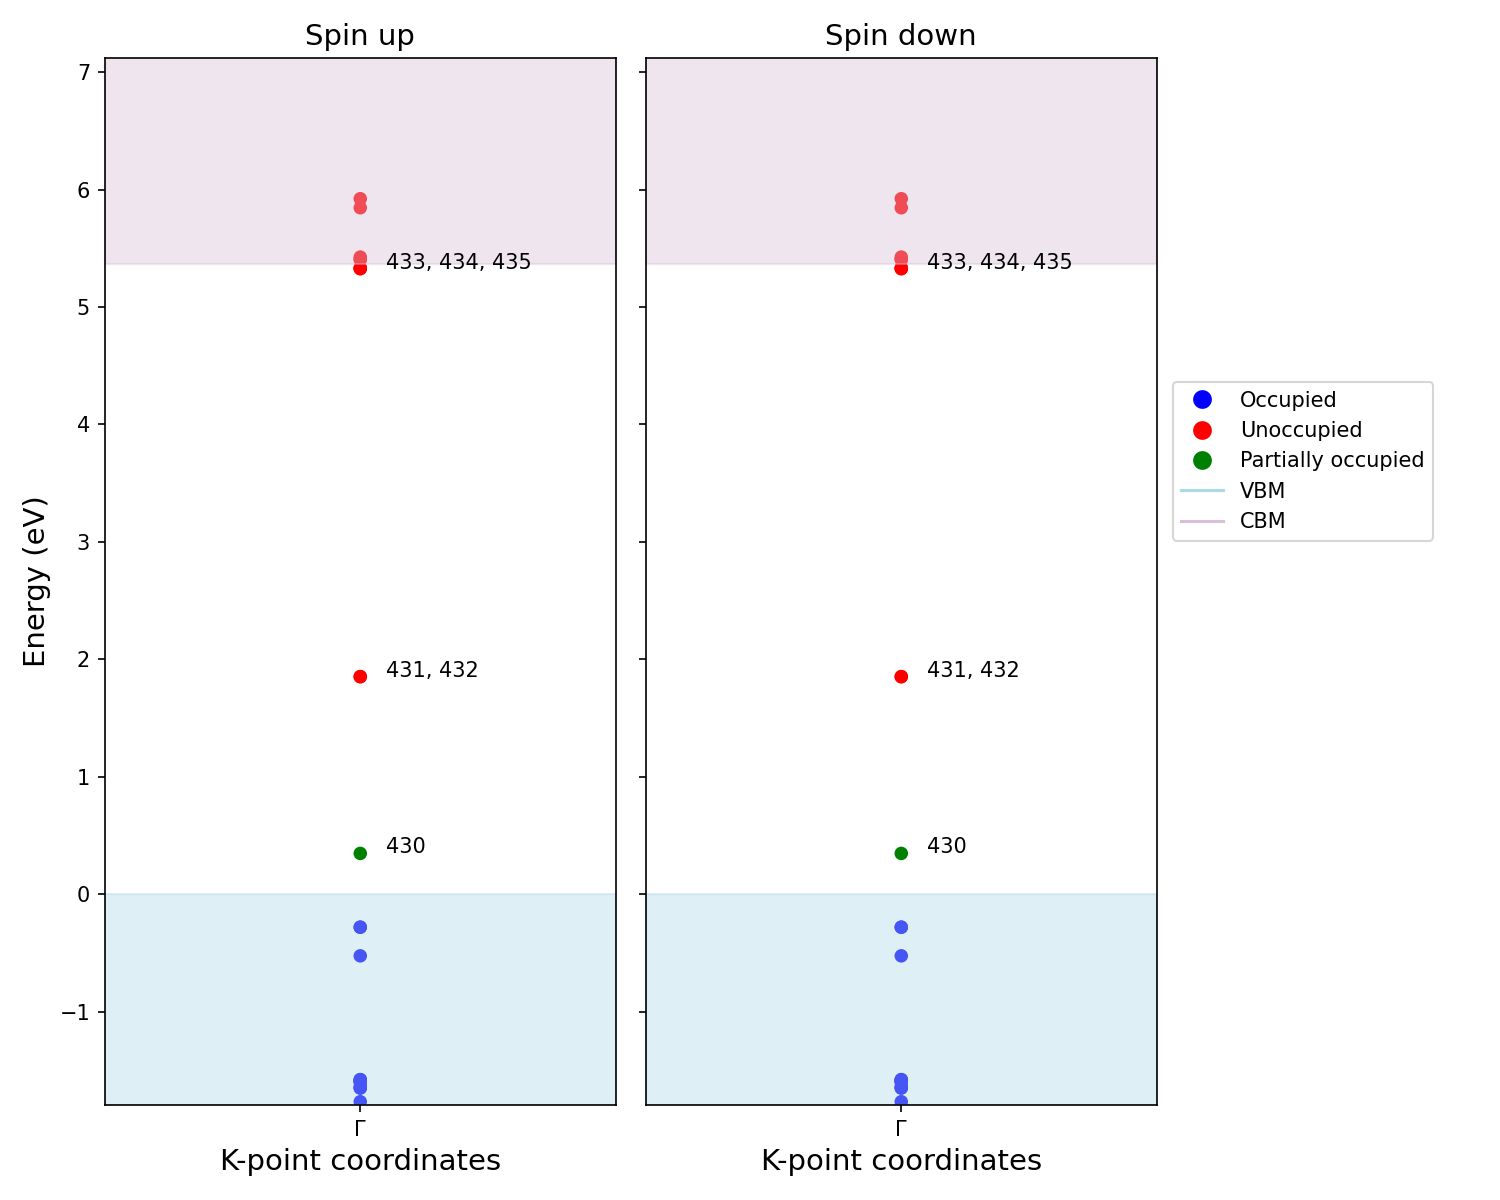 Spin up
Spin down
7
6
5
4
3
2
1
0
−1
Energy (eV)
433, 434, 435
431, 432
430
433, 434, 435
431, 432
430
Γ
Γ
K-point coordinates
K-point coordinates
Occupied
Unoccupied
Partially occupied
VBM
CBM